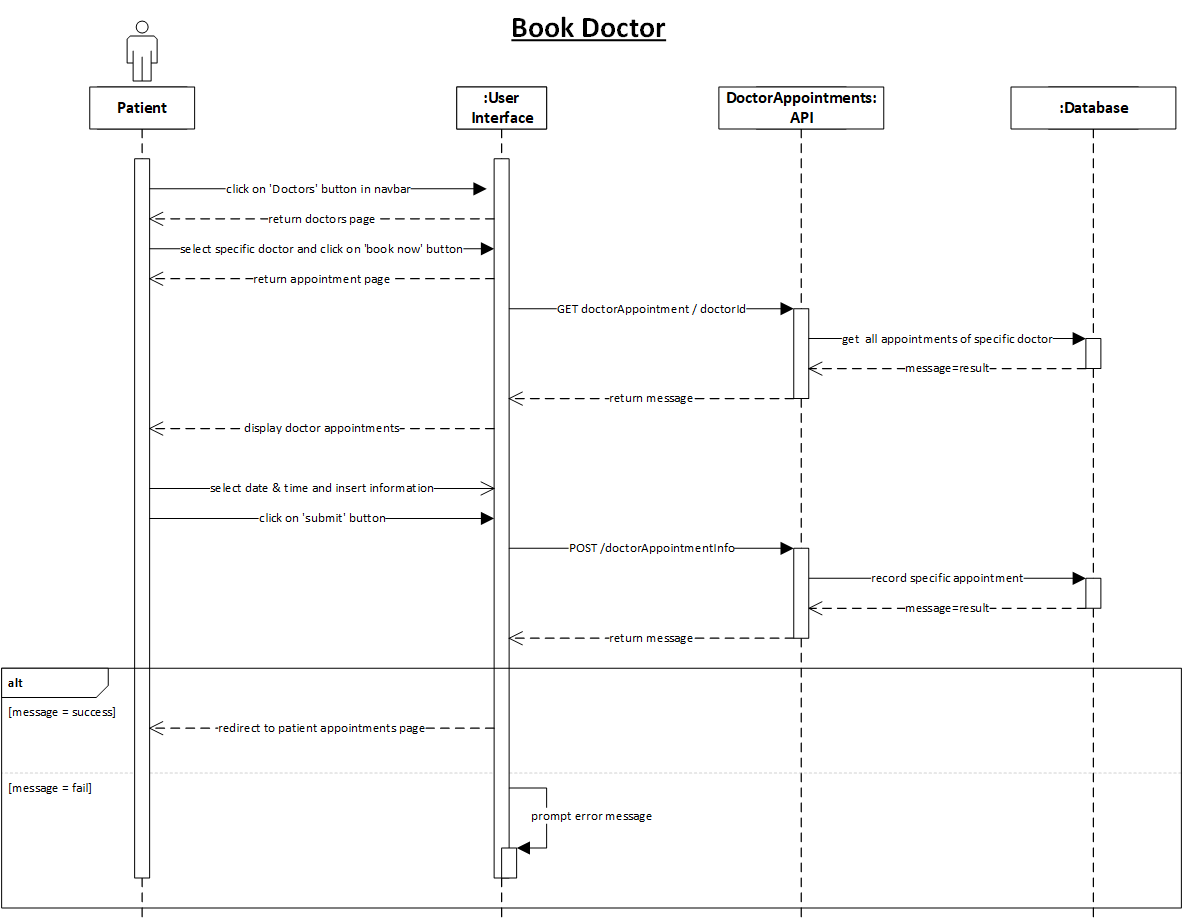 Book Doctor
Patient
:User
Interface
DoctorAppointments:
API
:Database
click on 'Doctors' button in navbar
return doctors page
select specific doctor and click on 'book now' button
return appointment page
GET doctorAppointment / doctorId
get all appointments of specific doctor
message=result
return message
display doctor appointments
select date & time and insert information
click on 'submit' button
POST /doctorAppointmentInfo
record specific appointment
message=result
return message
alt
[message = success]
redirect to patient appointments page
[message = fail]
prompt error message